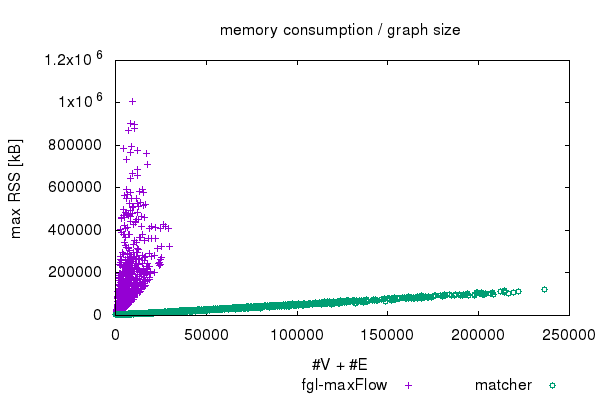 memory consumption / graph size
max RSS [kB]
1.2x10^6
1x10^6
800000
600000
400000
200000
0
0 50000 100000 150000 200000 250000
#V + #E
fgl-maxFlow matcher